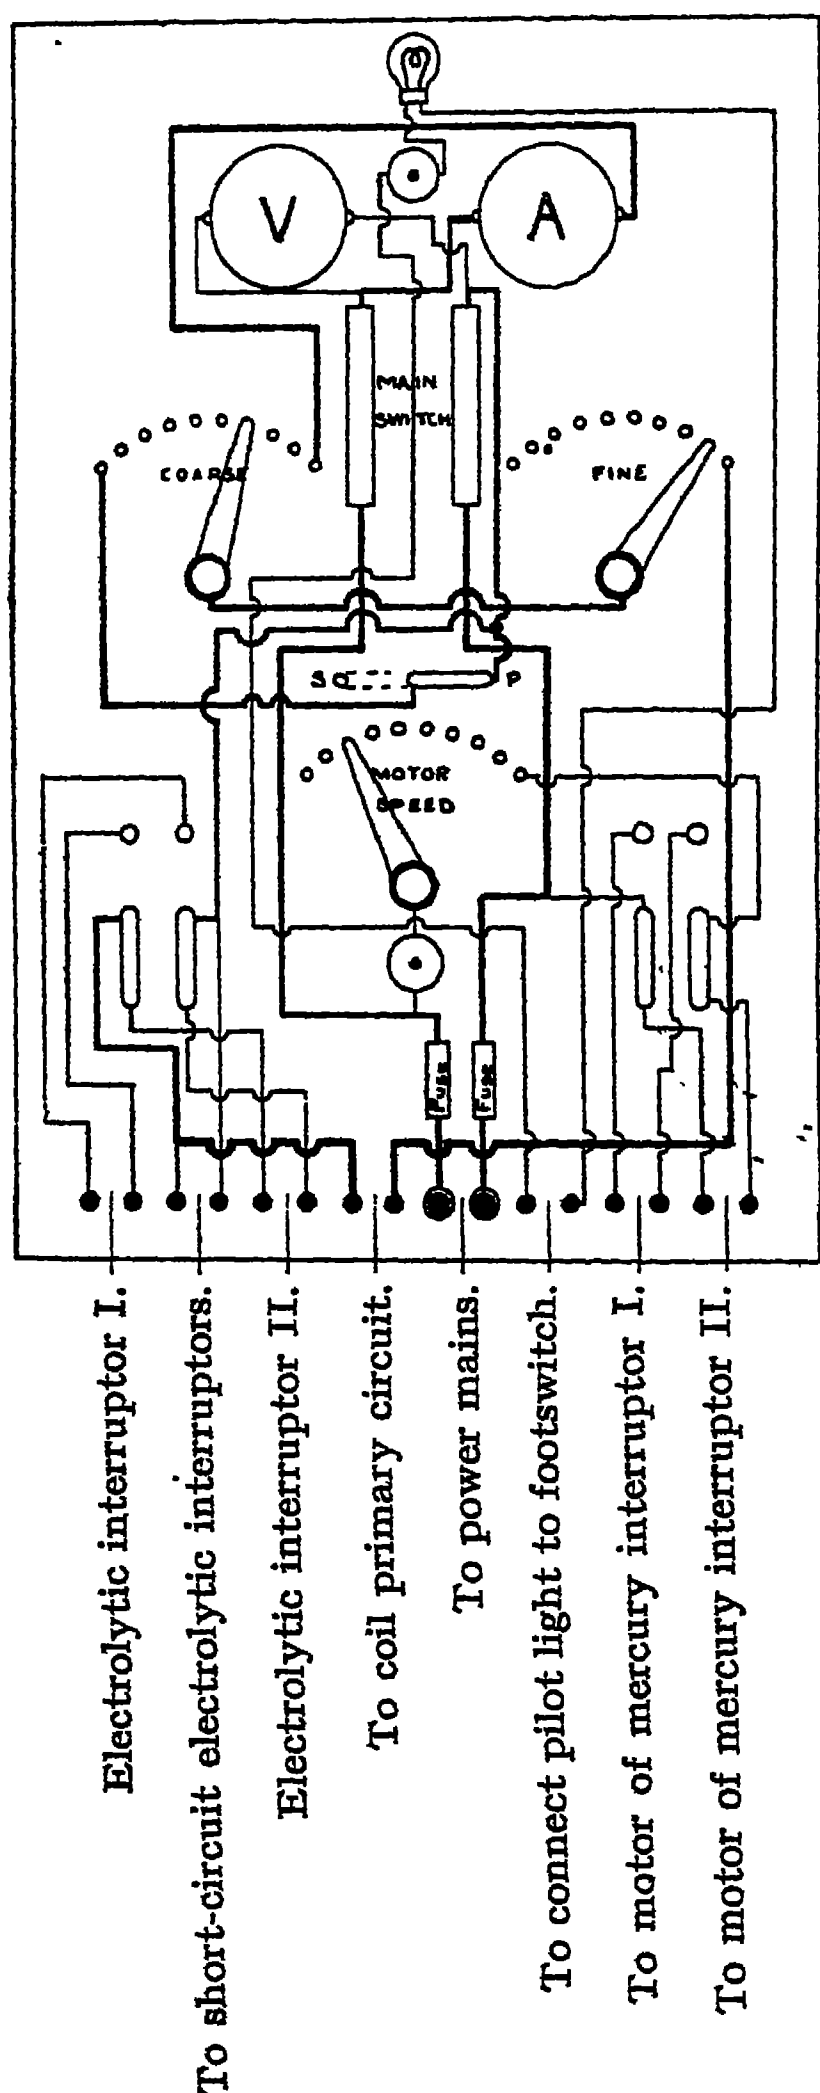 V
A
MAIN
SWITCH
COARSE
FINE
S
P
MOTOR
SPEED
FUSE
FUSE
Electrolytic interruptor I.
To short-circuit electrolytic interruptors.
Electrolytic interruptor II.
To coil primary circuit.
To power mains.
To connect pilot light to footswitch.
To motor of mercury interruptor I.
To motor of mercury interruptor II.